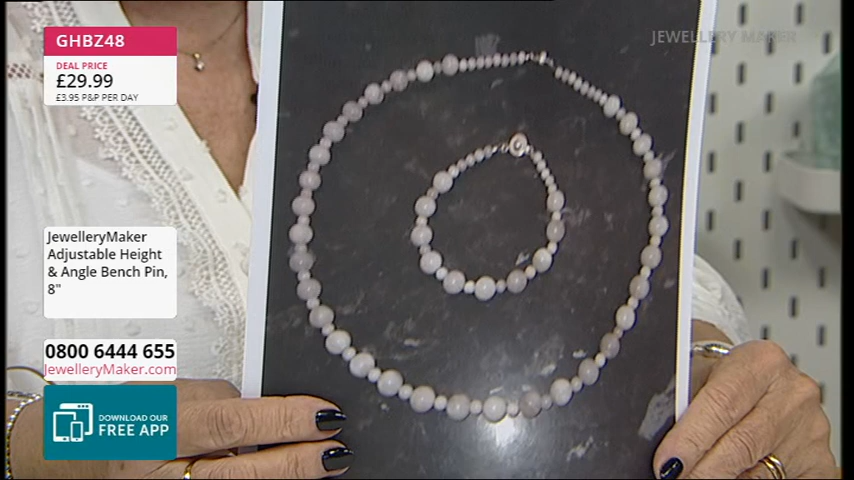 GHBZ48
DEAL PRICE
£29.99
£3.95 P&P PER DAY
JEWELLERY MAKER
JewelleryMaker
Adjustable Height
& Angle Bench Pin,
8"
0800 6444 655
JewelleryMaker.com
DOWNLOAD OUR
FREE APP